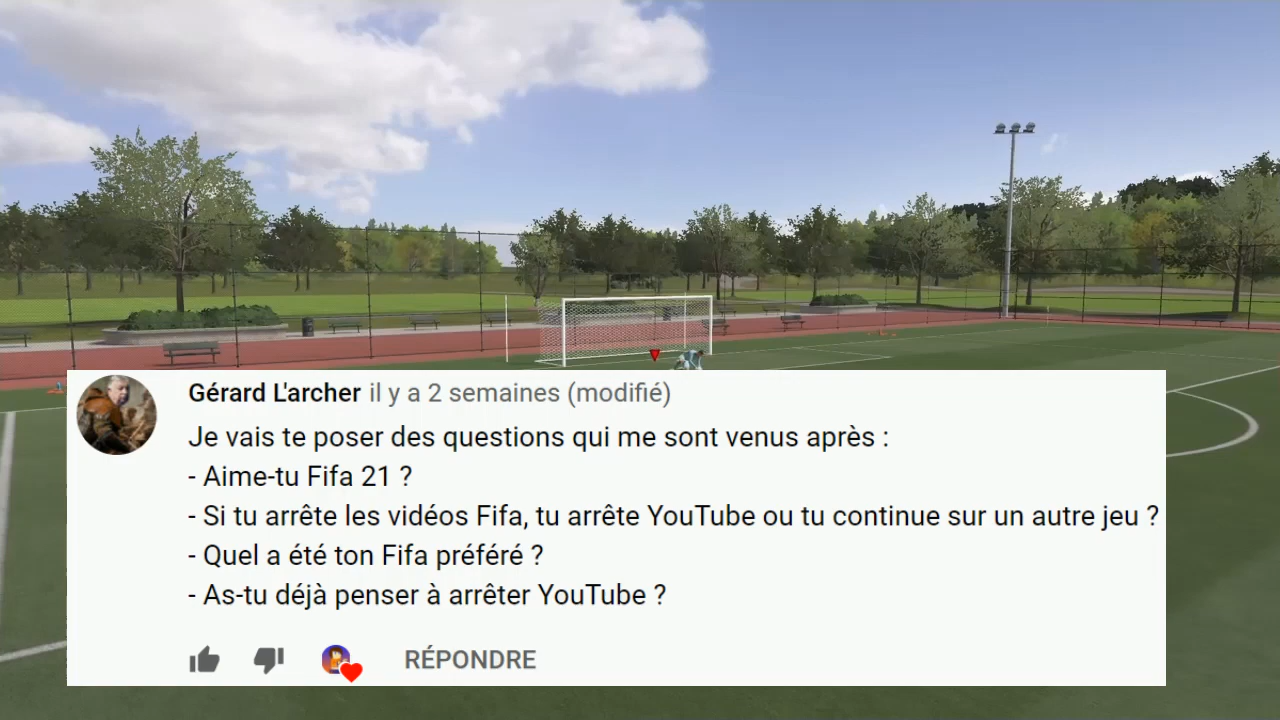 Gérard L'archer il y a 2 semaines (modifié)
Je vais te poser des questions qui me sont venus après :
- Aime-tu Fifa 21 ?
- Si tu arrête les vidéos Fifa, tu arrête YouTube ou tu continue sur un autre jeu ?
- Quel a été ton Fifa préféré ?
- As-tu déjà penser à arrêter YouTube ?
RÉPONDRE